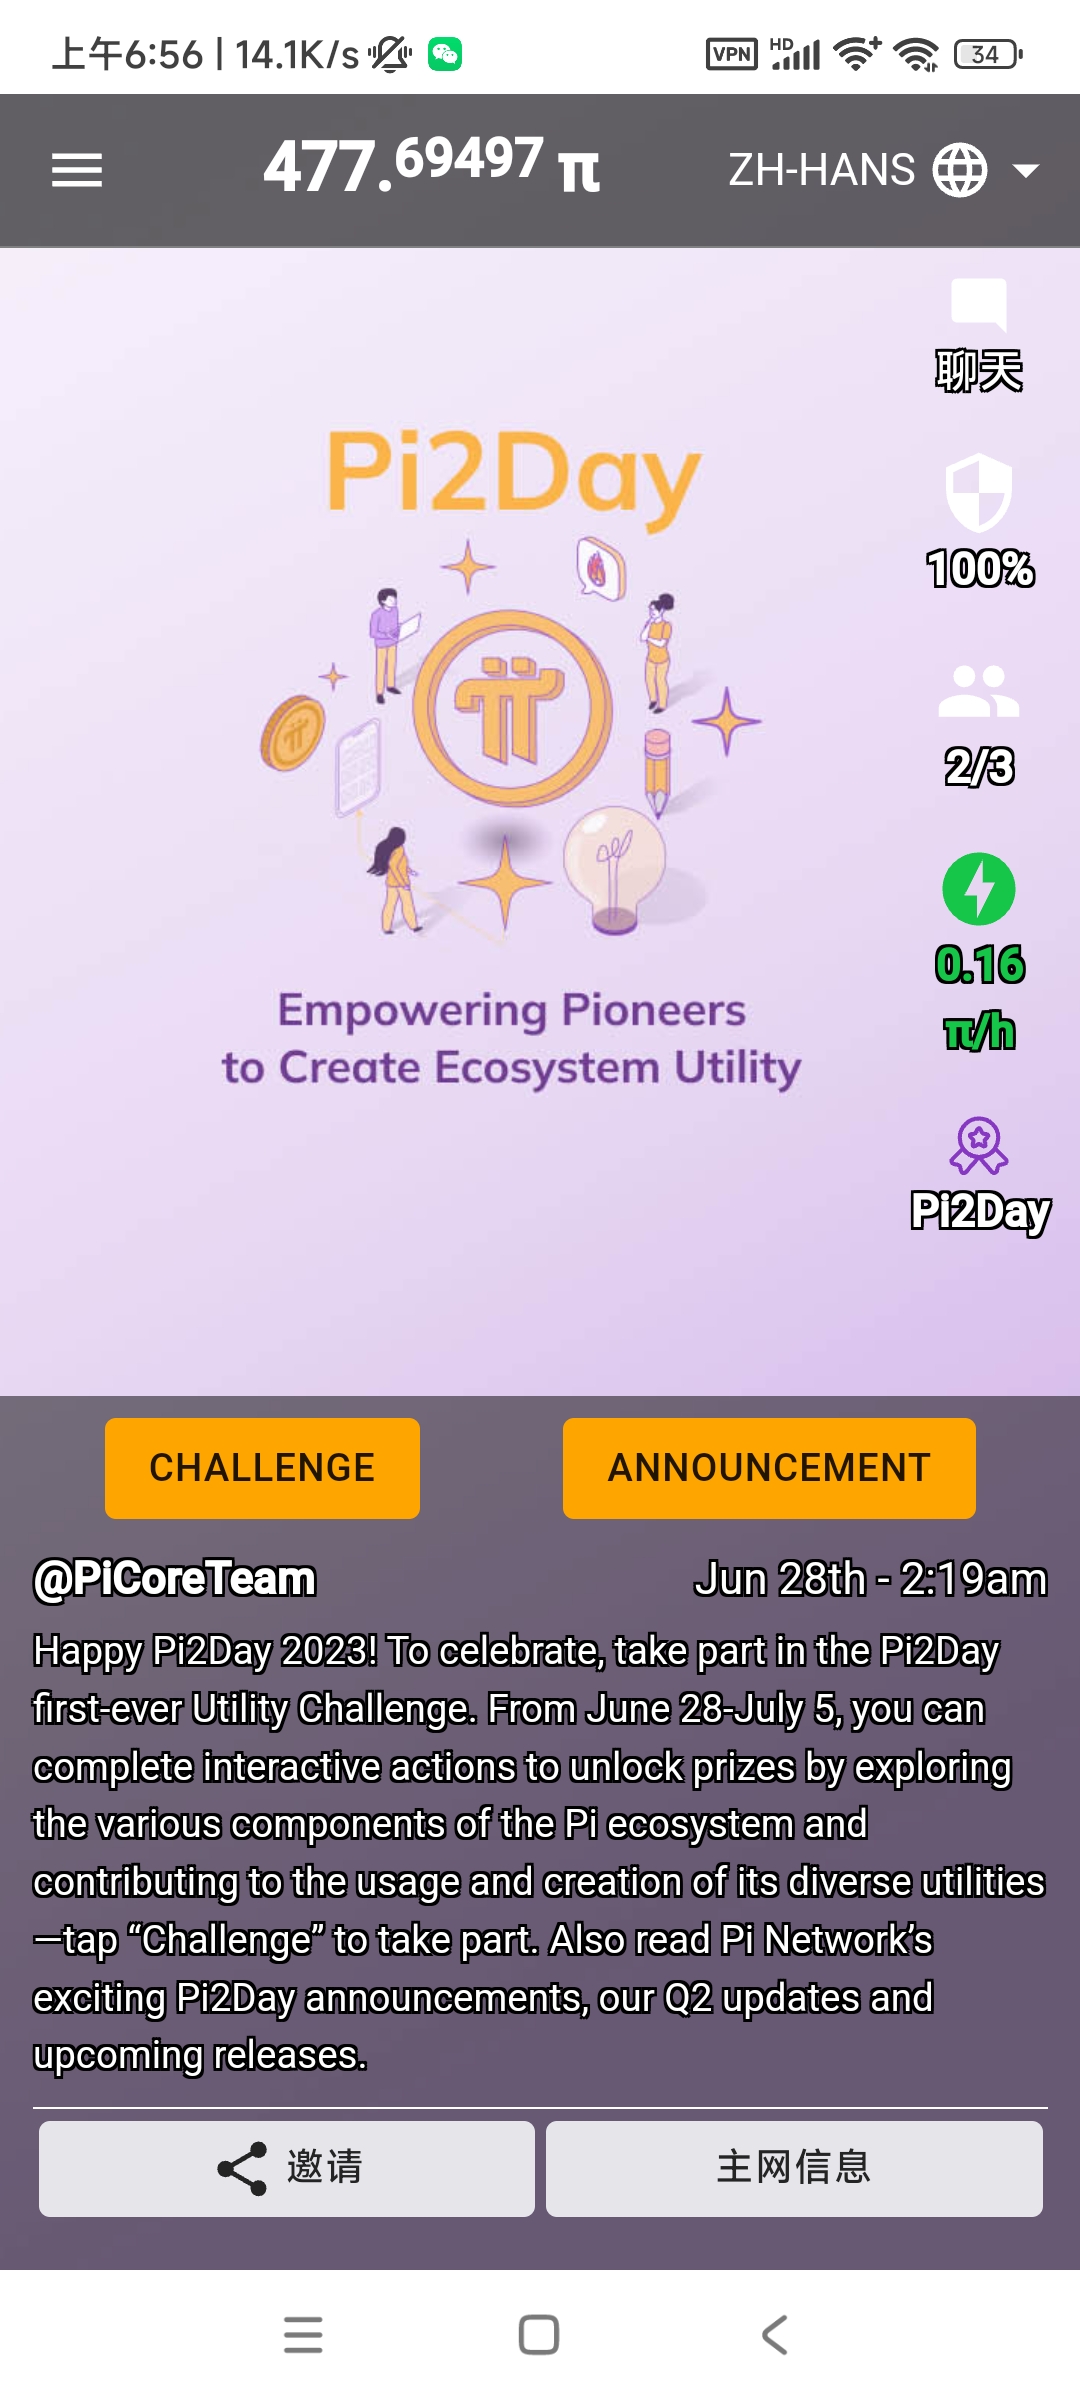 上午6:56 | 14.1K/s
VPN HD 34
477.69497 π ZH-HANS
聊天
Pi2Day
100%
2/3
0.16
π/h
Empowering Pioneers
to Create Ecosystem Utility
Pi2Day
CHALLENGE ANNOUNCEMENT
@PiCoreTeam Jun 28th - 2:19am
Happy Pi2Day 2023! To celebrate, take part in the Pi2Day
first-ever Utility Challenge. From June 28-July 5, you can
complete interactive actions to unlock prizes by exploring
the various components of the Pi ecosystem and
contributing to the usage and creation of its diverse utilities
—tap “Challenge” to take part. Also read Pi Network’s
exciting Pi2Day announcements, our Q2 updates and
upcoming releases.
邀请 主网信息